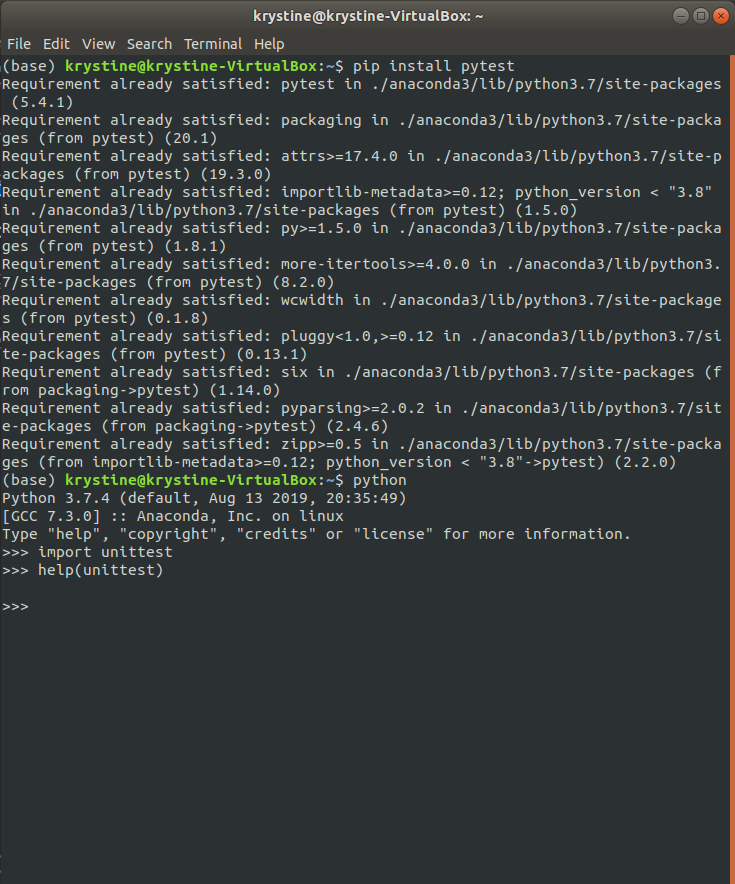 krystine@krystine-VirtualBox: ~
File Edit View Search Terminal Help
(base) krystine@krystine-VirtualBox:~$ pip install pytest
Requirement already satisfied: pytest in ./anaconda3/lib/python3.7/site-packages
 (5.4.1)
Requirement already satisfied: packaging in ./anaconda3/lib/python3.7/site-packa
ges (from pytest) (20.1)
Requirement already satisfied: attrs>=17.4.0 in ./anaconda3/lib/python3.7/site-p
ackages (from pytest) (19.3.0)
Requirement already satisfied: importlib-metadata>=0.12; python_version < "3.8"
in ./anaconda3/lib/python3.7/site-packages (from pytest) (1.5.0)
Requirement already satisfied: py>=1.5.0 in ./anaconda3/lib/python3.7/site-packa
ges (from pytest) (1.8.1)
Requirement already satisfied: more-itertools>=4.0.0 in ./anaconda3/lib/python3.
7/site-packages (from pytest) (8.2.0)
Requirement already satisfied: wcwidth in ./anaconda3/lib/python3.7/site-package
s (from pytest) (0.1.8)
Requirement already satisfied: pluggy<1.0,>=0.12 in ./anaconda3/lib/python3.7/si
te-packages (from pytest) (0.13.1)
Requirement already satisfied: six in ./anaconda3/lib/python3.7/site-packages (f
rom packaging->pytest) (1.14.0)
Requirement already satisfied: pyparsing>=2.0.2 in ./anaconda3/lib/python3.7/sit
e-packages (from packaging->pytest) (2.4.6)
Requirement already satisfied: zipp>=0.5 in ./anaconda3/lib/python3.7/site-packa
ges (from importlib-metadata>=0.12; python_version < "3.8"->pytest) (2.2.0)
(base) krystine@krystine-VirtualBox:~$ python
Python 3.7.4 (default, Aug 13 2019, 20:35:49)
[GCC 7.3.0] :: Anaconda, Inc. on linux
Type "help", "copyright", "credits" or "license" for more information.
>>> import unittest
>>> help(unittest)
>>>